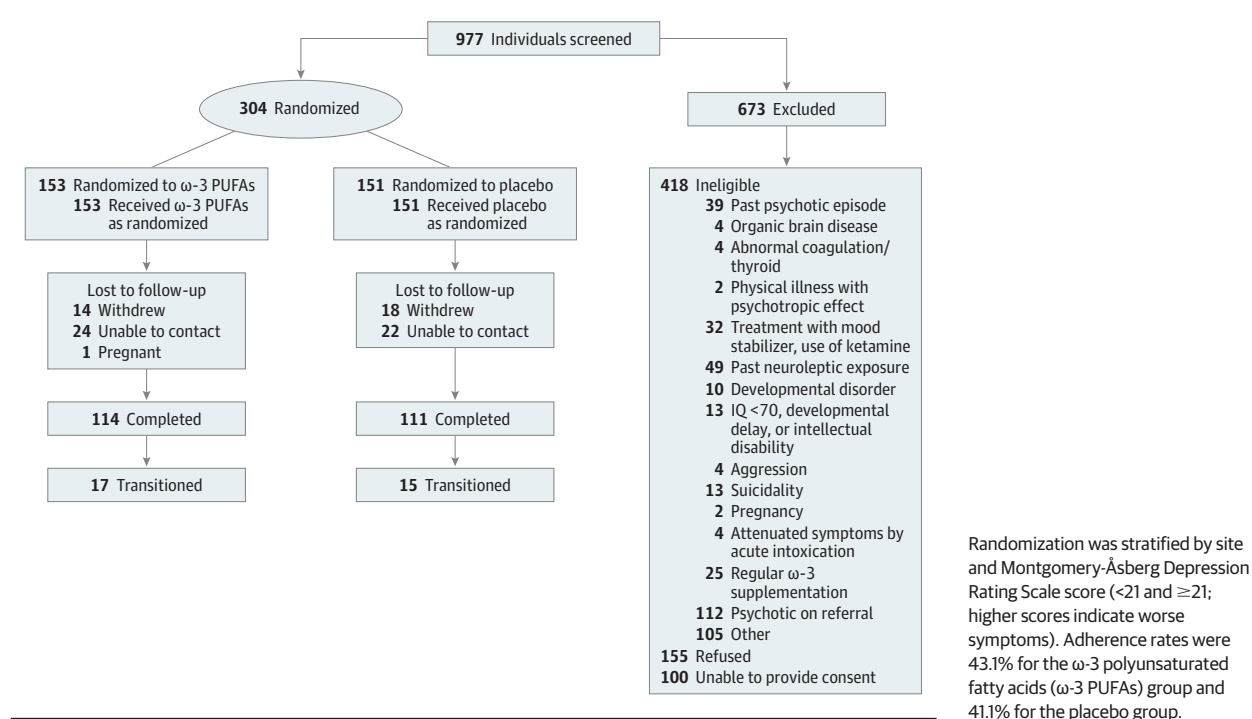 977 Individuals screened
304 Randomized
673 Excluded
153 Randomized to ω-3 PUFAs
153 Received ω-3 PUFAs
as randomized
151 Randomized to placebo
151 Received placebo
as randomized
Lost to follow-up
14 Withdrew
24 Unable to contact
1 Pregnant
Lost to follow-up
18 Withdrew
22 Unable to contact
114 Completed
111 Completed
17 Transitioned
15 Transitioned
418 Ineligible
39 Past psychotic episode
4 Organic brain disease
4 Abnormal coagulation/
thyroid
2 Physical illness with
psychotropic effect
32 Treatment with mood
stabilizer, use of ketamine
49 Past neuroleptic exposure
10 Developmental disorder
13 IQ <70, developmental
delay, or intellectual
disability
4 Aggression
13 Suicidality
2 Pregnancy
4 Attenuated symptoms by
acute intoxication
25 Regular ω-3
supplementation
112 Psychotic on referral
105 Other
155 Refused
100 Unable to provide consent
Randomization was stratified by site
and Montgomery-Åsberg Depression
Rating Scale score (<21 and ≥21;
higher scores indicate worse
symptoms). Adherence rates were
43.1% for the ω-3 polyunsaturated
fatty acids (ω-3 PUFAs) group and
41.1% for the placebo group.